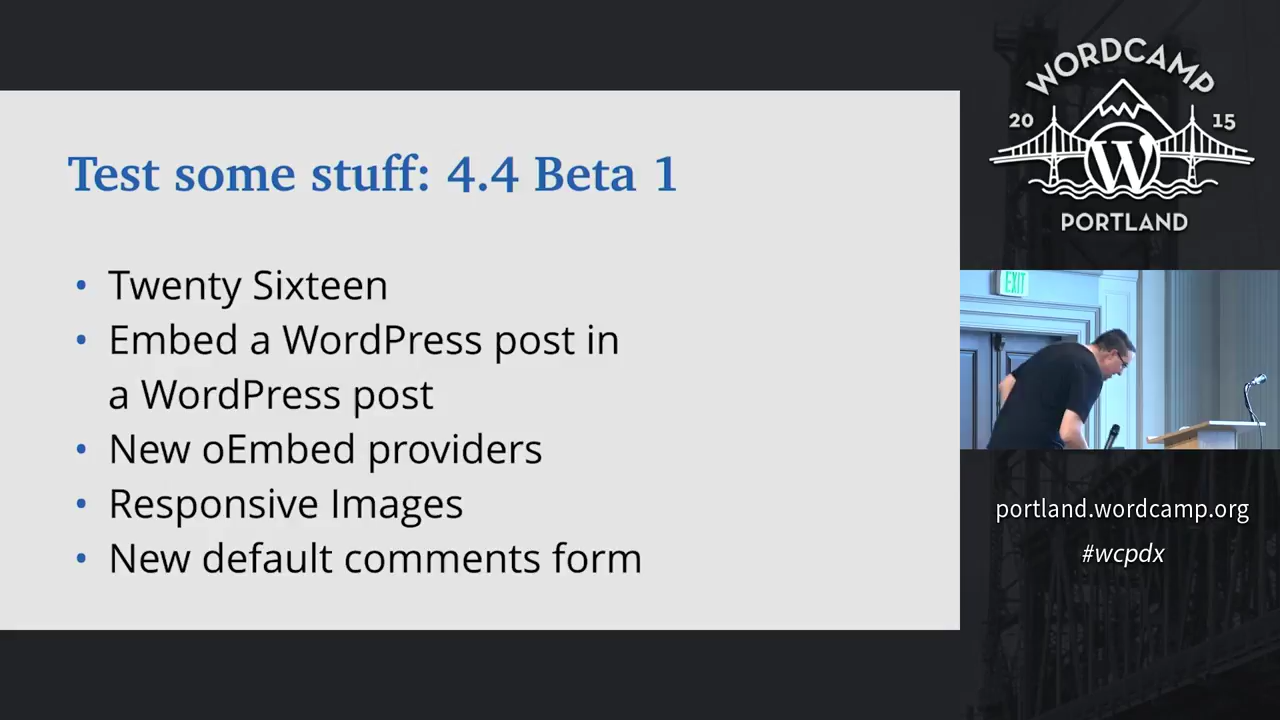 Test some stuff: 4.4 Beta 1
• Twenty Sixteen
• Embed a WordPress post in
a WordPress post
• New oEmbed providers
• Responsive Images
• New default comments form
WORDCAMP
20 15
W
PORTLAND
EXIT
portland.wordcamp.org
#wcpdx